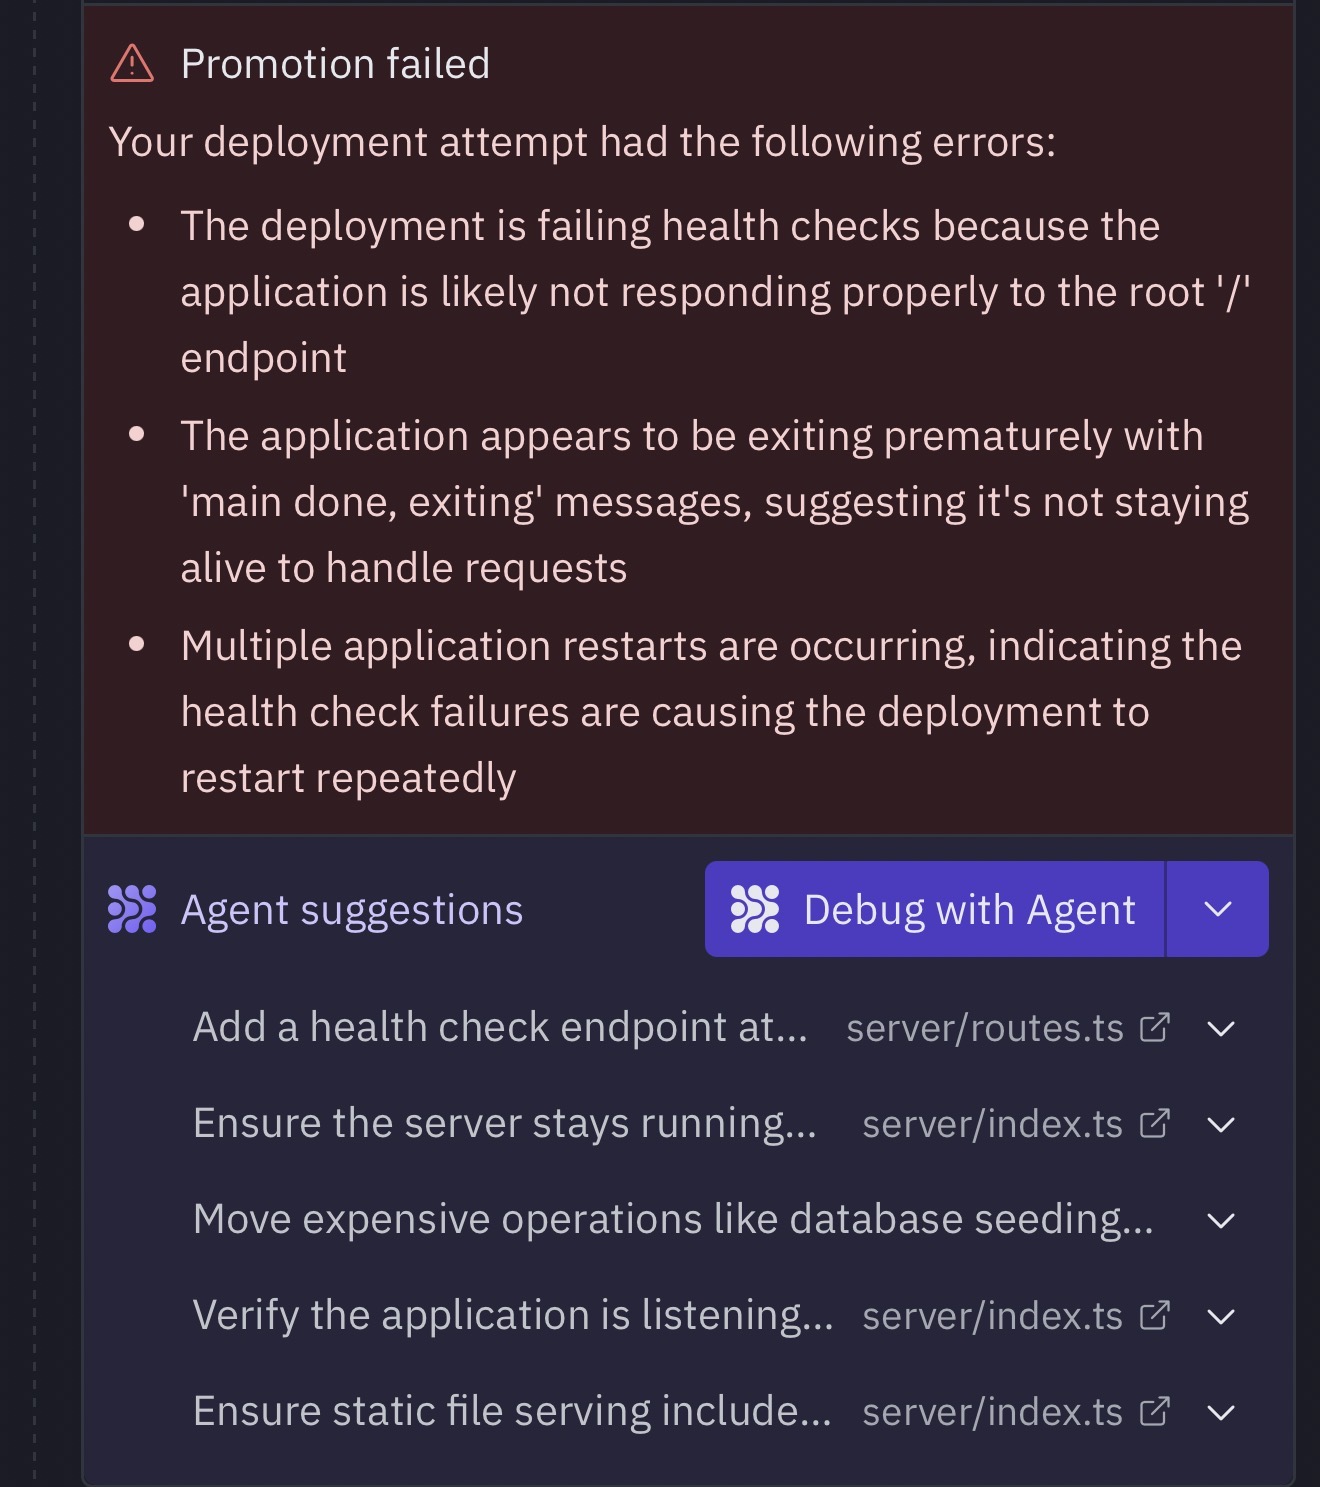 Promotion failed
Your deployment attempt had the following errors:
• The deployment is failing health checks because the
application is likely not responding properly to the root '/'
endpoint
• The application appears to be exiting prematurely with
'main done, exiting' messages, suggesting it's not staying
alive to handle requests
• Multiple application restarts are occurring, indicating the
health check failures are causing the deployment to
restart repeatedly
Agent suggestions Debug with Agent
Add a health check endpoint at... server/routes.ts
Ensure the server stays running... server/index.ts
Move expensive operations like database seeding...
Verify the application is listening... server/index.ts
Ensure static file serving include... server/index.ts